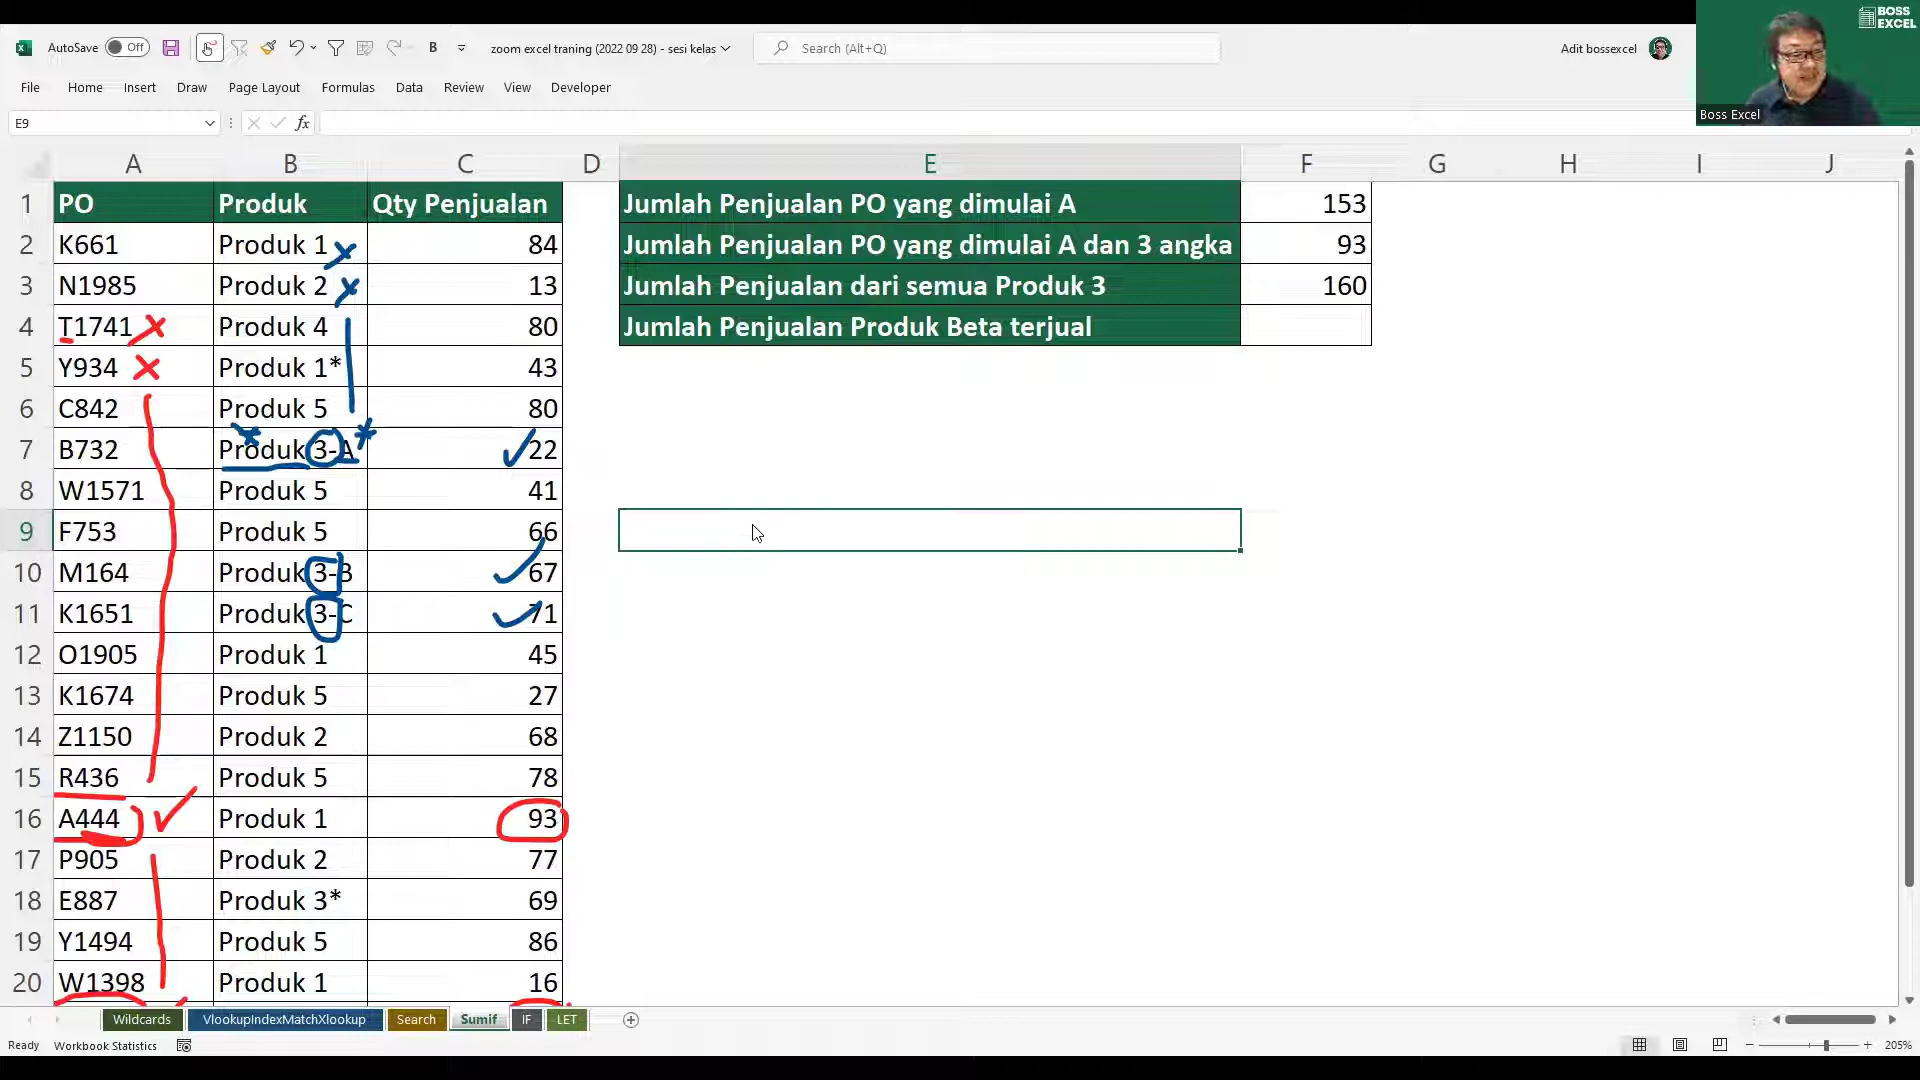 BOSS EXCEL
AutoSave Off B zoom excel traning (2022 09 28) - sesi kelas Search (Alt+Q) Adit bossexcel
File Home Insert Draw Page Layout Formulas Data Review View Developer
Boss Excel
E9 fx
A B C D E F G H I J
1 PO Produk Qty Penjualan Jumlah Penjualan PO yang dimulai A 153
2 K661 Produk 1 84 Jumlah Penjualan PO yang dimulai A dan 3 angka 93
3 N1985 Produk 2 13 Jumlah Penjualan dari semua Produk 3 160
4 T1741 Produk 4 80 Jumlah Penjualan Produk Beta terjual
5 Y934 Produk 1* 43
6 C842 Produk 5 80
7 B732 Produk 3-A 22
8 W1571 Produk 5 41
9 F753 Produk 5 66
10 M164 Produk 3-B 67
11 K1651 Produk 3-C 71
12 O1905 Produk 1 45
13 K1674 Produk 5 27
14 Z1150 Produk 2 68
15 R436 Produk 5 78
16 A444 Produk 1 93
17 P905 Produk 2 77
18 E887 Produk 3* 69
19 Y1494 Produk 5 86
20 W1398 Produk 1 16
Wildcards VlookupIndexMatchXlookup Search Sumif IF LET
Ready Workbook Statistics 205%